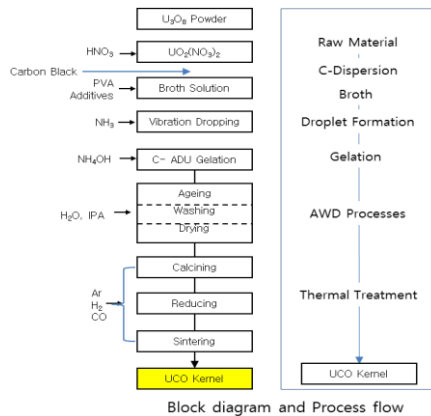 U₃O₈ Powder
HNO₃
UO₂(NO₃)₂
Carbon Black
PVA
Additives
Broth Solution
NH₃
Vibration Dropping
NH₄OH
C- ADU Gelation
Ageing
H₂O, IPA
Washing
Drying
Calcining
Ar
H₂
CO
Reducing
Sintering
UCO Kernel
Raw Material
C-Dispersion
Broth
Droplet Formation
Gelation
AWD Processes
Thermal Treatment
UCO Kernel
Block diagram and Process flow